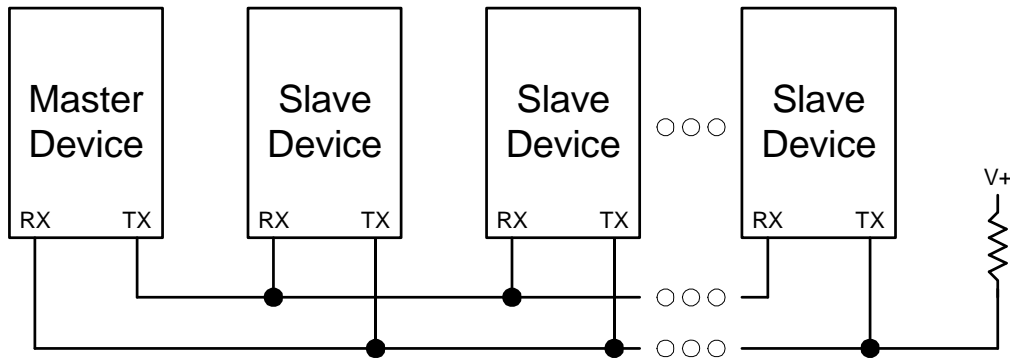 Master
Device
Slave
Device
Slave
Device
Slave
Device
RX TX
RX TX
RX TX
RX TX
V+